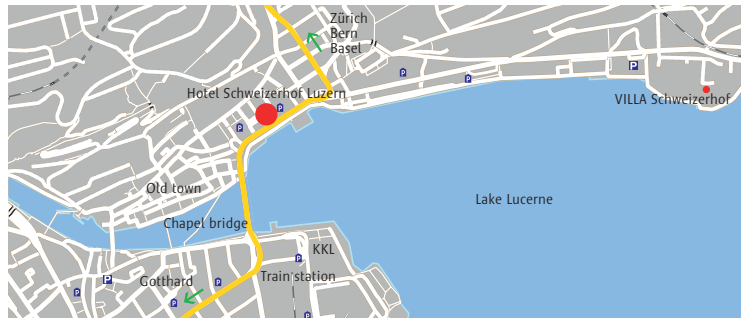 Zürich
Bern
Basel
Hotel Schweizerhof Luzern
P
P
P
P
P
VILLA Schweizerhof
Old town
Lake Lucerne
Chapel bridge
KKL
Gotthard
Train station
P
P
P
P
P
P